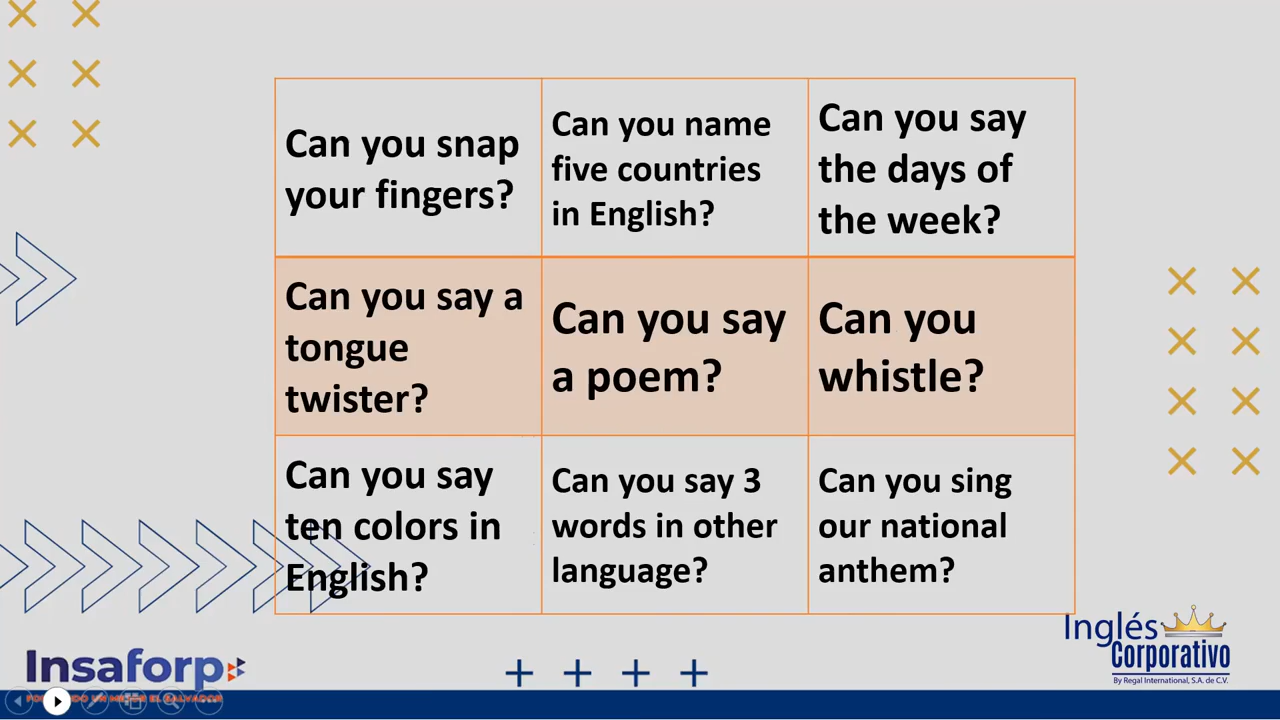 Can you snap
your fingers?
Can you name
five countries
in English?
Can you say
the days of
the week?
Can you say a
tongue
twister?
Can you say
a poem?
Can you
whistle?
Can you say
ten colors in
English?
Can you say 3
words in other
language?
Can you sing
our national
anthem?
Insaforp
Inglés
Corporativo
By Regal International, S.A. de C.V.